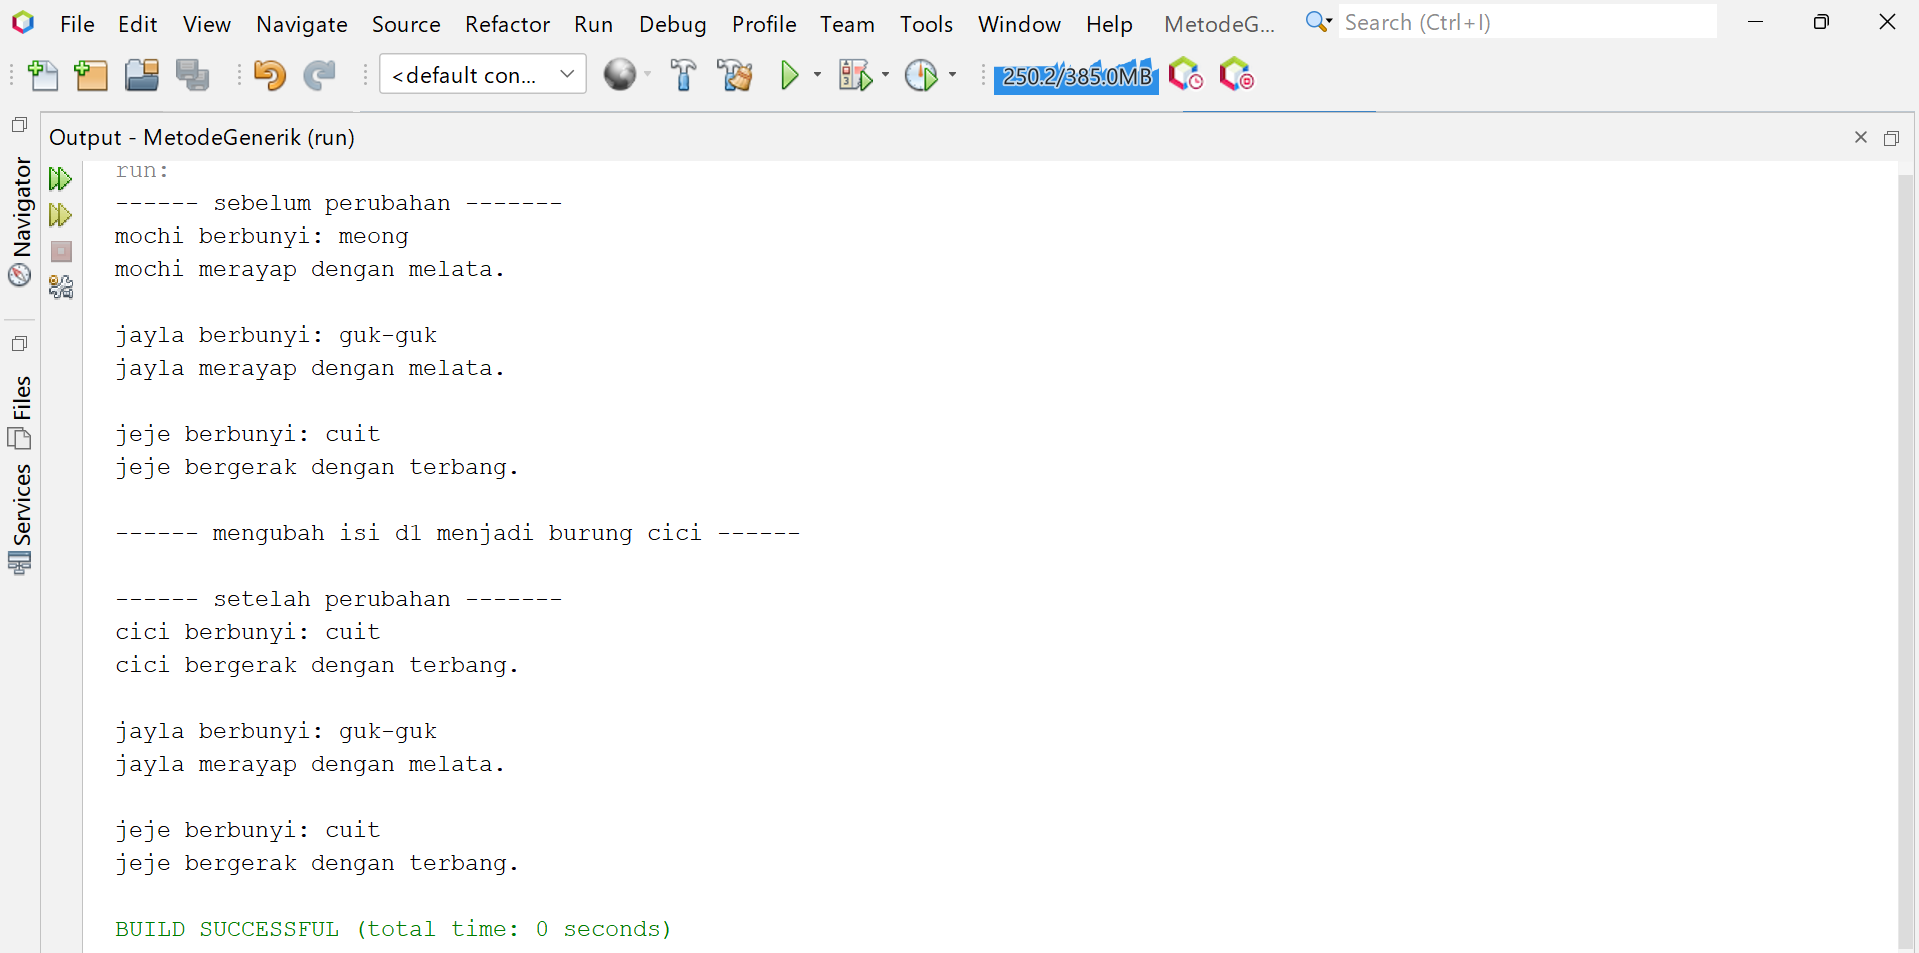 File Edit View Navigate Source Refactor Run Debug Profile Team Tools Window Help MetodeG... Search (Ctrl+I)
<default con... 250.2/385.0MB
Output - MetodeGenerik (run)
Navigator
Files
Services
run:
------ sebelum perubahan -------
mochi berbunyi: meong
mochi merayap dengan melata.
jayla berbunyi: guk-guk
jayla merayap dengan melata.
jeje berbunyi: cuit
jeje bergerak dengan terbang.
------ mengubah isi d1 menjadi burung cici ------
------ setelah perubahan -------
cici berbunyi: cuit
cici bergerak dengan terbang.
jayla berbunyi: guk-guk
jayla merayap dengan melata.
jeje berbunyi: cuit
jeje bergerak dengan terbang.
BUILD SUCCESSFUL (total time: 0 seconds)